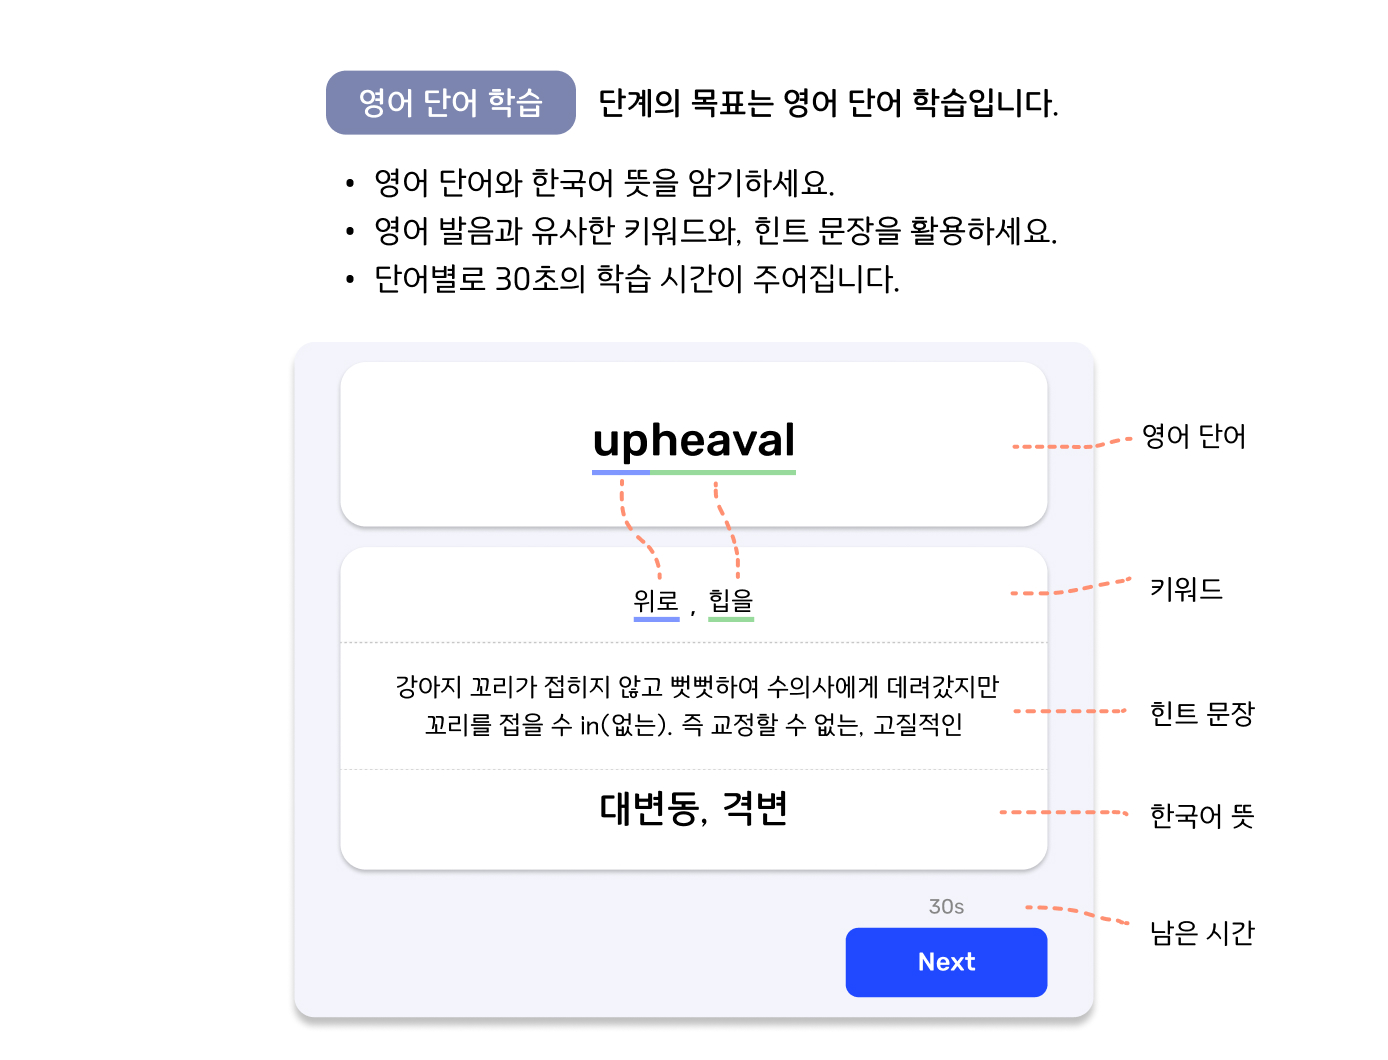 영어 단어 학습 단계의 목표는 영어 단어 학습입니다.
• 영어 단어와 한국어 뜻을 암기하세요.
• 영어 발음과 유사한 키워드와, 힌트 문장을 활용하세요.
• 단어별로 30초의 학습 시간이 주어집니다.
upheaval
영어 단어
위로 , 힙을
키워드
강아지 꼬리가 접히지 않고 뻣뻣하여 수의사에게 데려갔지만
꼬리를 접을 수 in(없는). 즉 교정할 수 없는, 고질적인
힌트 문장
대변동, 격변
한국어 뜻
30s
남은 시간
Next